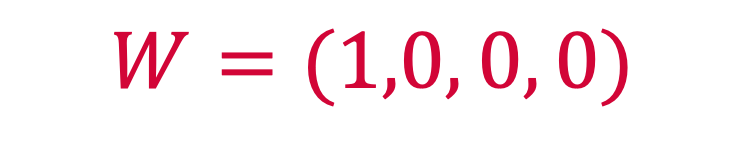 W = (1,0, 0, 0)